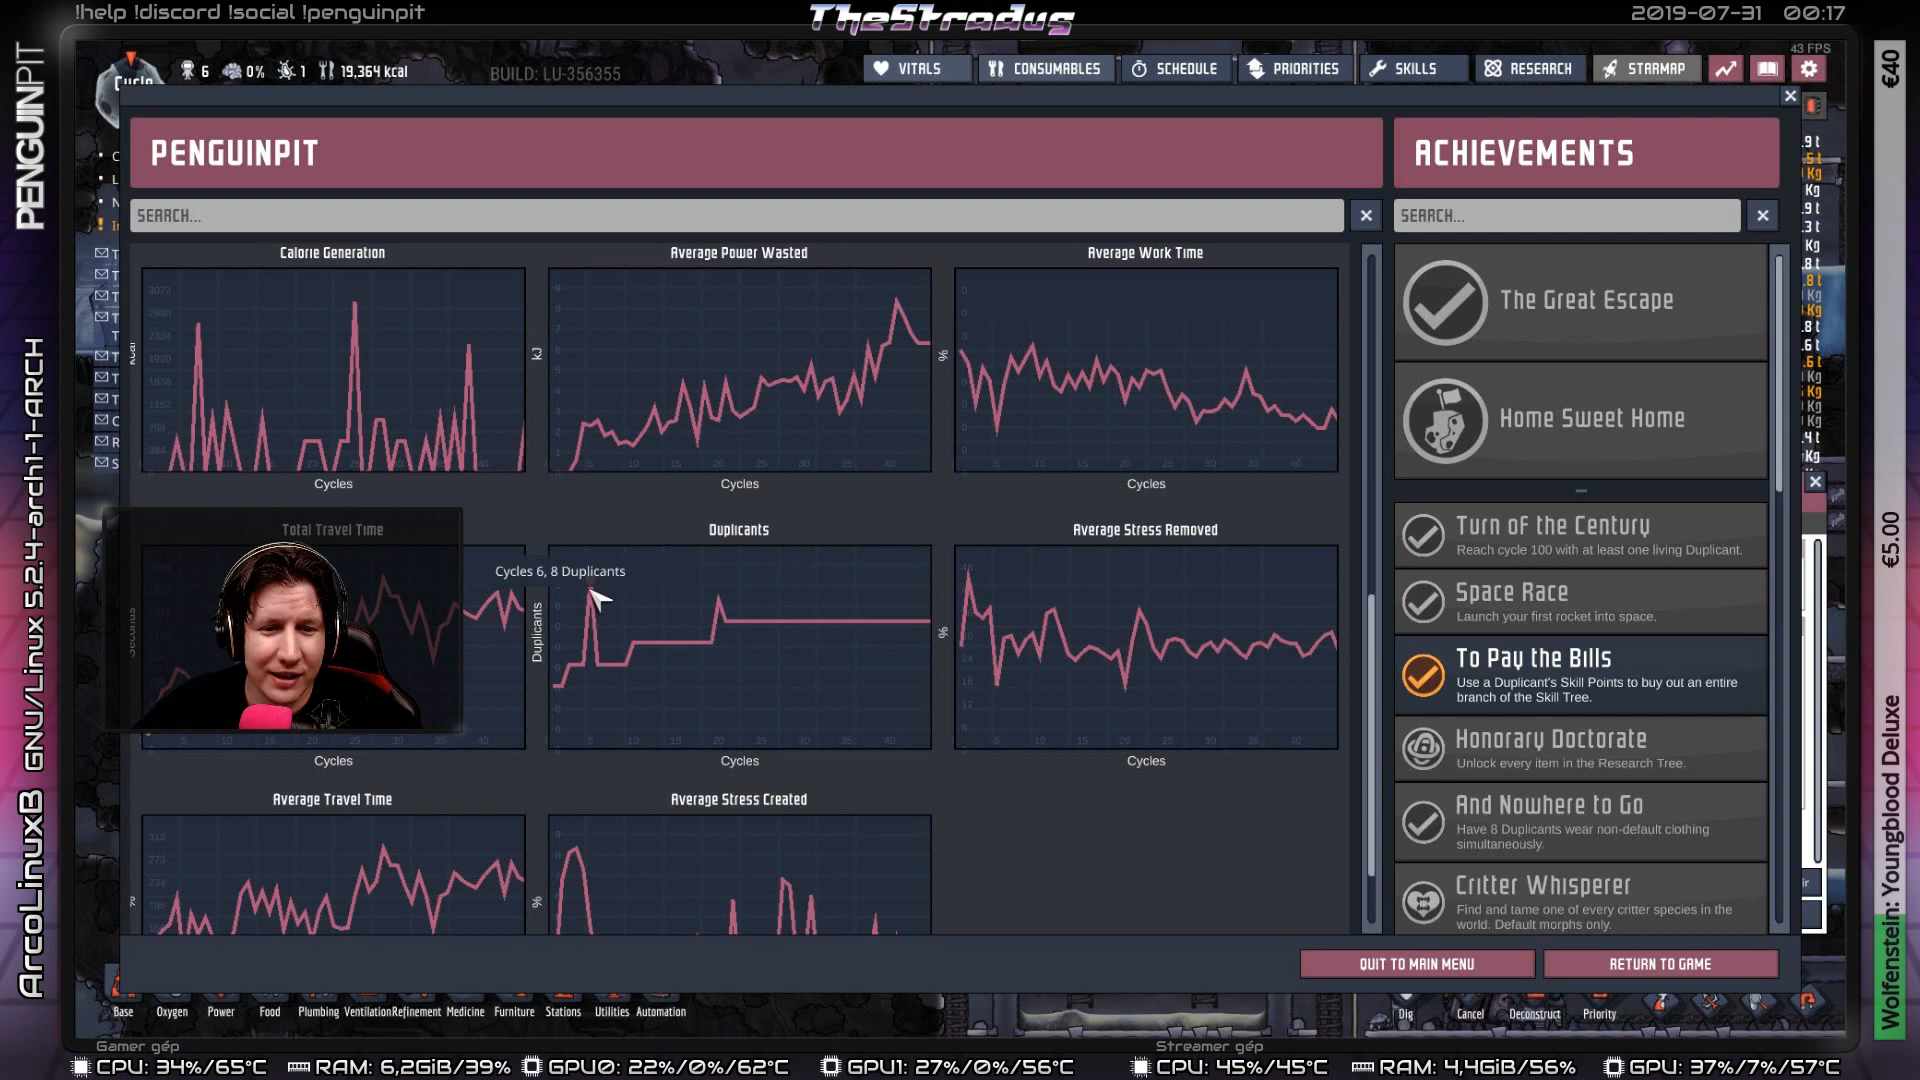 !help !discord !social !penguinpit
TheStradus
2019-07-31 00:17
43 FPS
6
0%
1
19,364 kcal
BUILD: LU-356355
VITALS
CONSUMABLES
SCHEDULE
PRIORITIES
SKILLS
RESEARCH
STARMAP
PENGUINPIT
ACHIEVEMENTS
SEARCH...
SEARCH...
Calorie Generation
Average Power Wasted
Average Work Time
kJ
%
Cycles
Cycles
Cycles
Total Travel Time
Duplicants
Average Stress Removed
Cycles 6, 8 Duplicants
Seconds
Duplicants
%
Cycles
Cycles
Cycles
Average Travel Time
Average Stress Created
%
%
The Great Escape
Home Sweet Home
Turn of the Century
Reach cycle 100 with at least one living Duplicant.
Space Race
Launch your first rocket into space.
To Pay the Bills
Use a Duplicant's Skill Points to buy out an entire
branch of the Skill Tree.
Honorary Doctorate
Unlock every item in the Research Tree.
And Nowhere to Go
Have 8 Duplicants wear non-default clothing
simultaneously.
Critter Whisperer
Find and tame one of every critter species in the
world. Default morphs only.
QUIT TO MAIN MENU
RETURN TO GAME
Base
Oxygen
Power
Food
Plumbing
Ventilation
Refinement
Medicine
Furniture
Stations
Utilities
Automation
Dig
Cancel
Deconstruct
Priority
Gamer gép
Streamer gép
CPU: 34%/65°C
RAM: 6,2GiB/39%
GPU0: 22%/0%/62°C
GPU1: 27%/0%/56°C
CPU: 45%/45°C
RAM: 4,4GiB/56%
GPU: 37%/7%/57°C
PENGUINPIT
ArcoLinuxB GNU/Linux 5.2.4-arch1-1-ARCH
€40
€5.00
Wolfenstein: Youngblood Deluxe